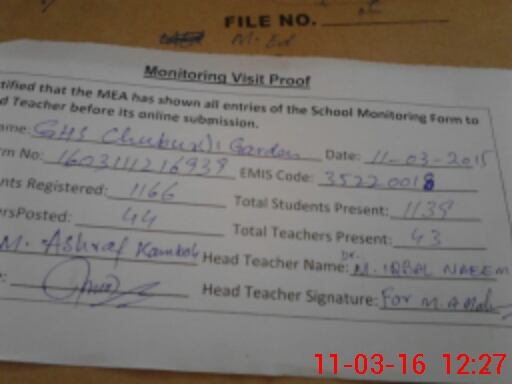 FILE NO.
M. Ed
Monitoring Visit Proof
tified that the MEA has shown all entries of the School Monitoring Form to
d Teacher before its online submission.
ame: GHS Chuburji Garden Date: 11-03-2015
rm No: 1603111216939 EMIS Code: 35220018
nts Registered: 1166 Total Students Present: 1139
ersPosted: 44 Total Teachers Present: 43
M. Ashraf Kamboh Head Teacher Name: Dr. M. IQBAL NAEEM
e: Head Teacher Signature: For M. A
11-03-16 12:27